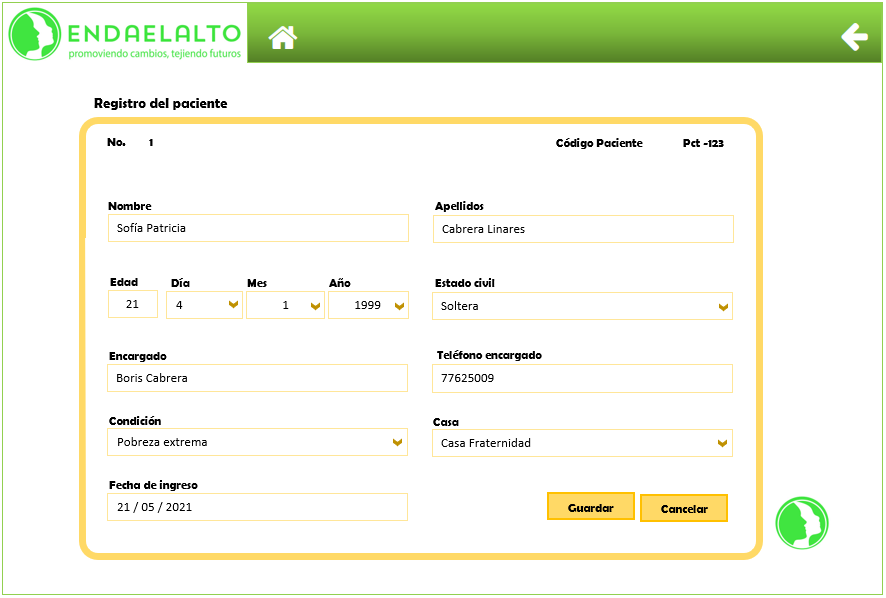 ENDAELALTO
promoviendo cambios, tejiendo futuros
Registro del paciente
No. 1 Código Paciente Pct -123
Nombre Apellidos
Sofía Patricia Cabrera Linares
Edad Día Mes Año Estado civil
21 4 1 1999 Soltera
Encargado Teléfono encargado
Boris Cabrera 77625009
Condición Casa
Pobreza extrema Casa Fraternidad
Fecha de ingreso
21 / 05 / 2021
Guardar Cancelar